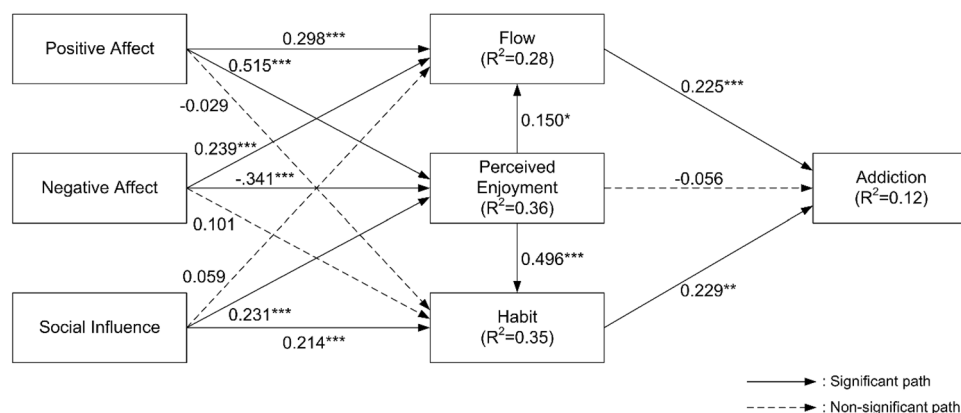 Positive Affect
0.298***
Flow
(R²=0.28)
0.515***
-0.029
0.225***
0.150*
0.239***
Negative Affect
-.341***
Perceived
Enjoyment
(R²=0.36)
-0.056
Addiction
(R²=0.12)
0.101
0.496***
0.059
Social Influence
0.231***
0.214***
Habit
(R²=0.35)
0.229**
: Significant path
: Non-significant path